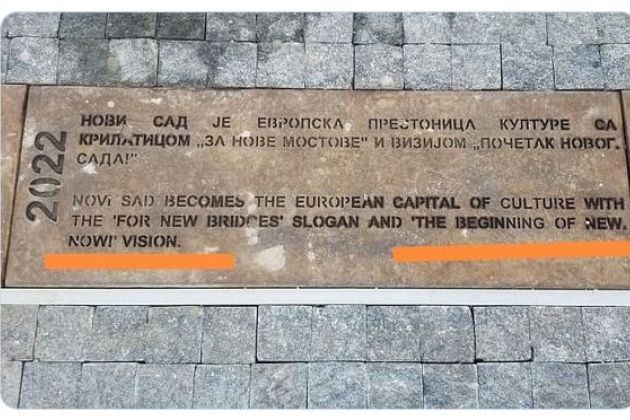 2022
НОВИ САД ЈЕ ЕВРОПСКА ПРЕСТОНИЦА КУЛТУРЕ СА
КРИЛАТИЦОМ „ЗА НОВЕ МОСТОВЕ" И ВИЗИЈОМ „ПОЧЕТАК НОВОГ.
САДА!"
NOVI SAD BECOMES THE EUROPEAN CAPITAL OF CULTURE WITH
THE 'FOR NEW BRIDGES' SLOGAN AND 'THE BEGINNING OF NEW.
NOW!' VISION.